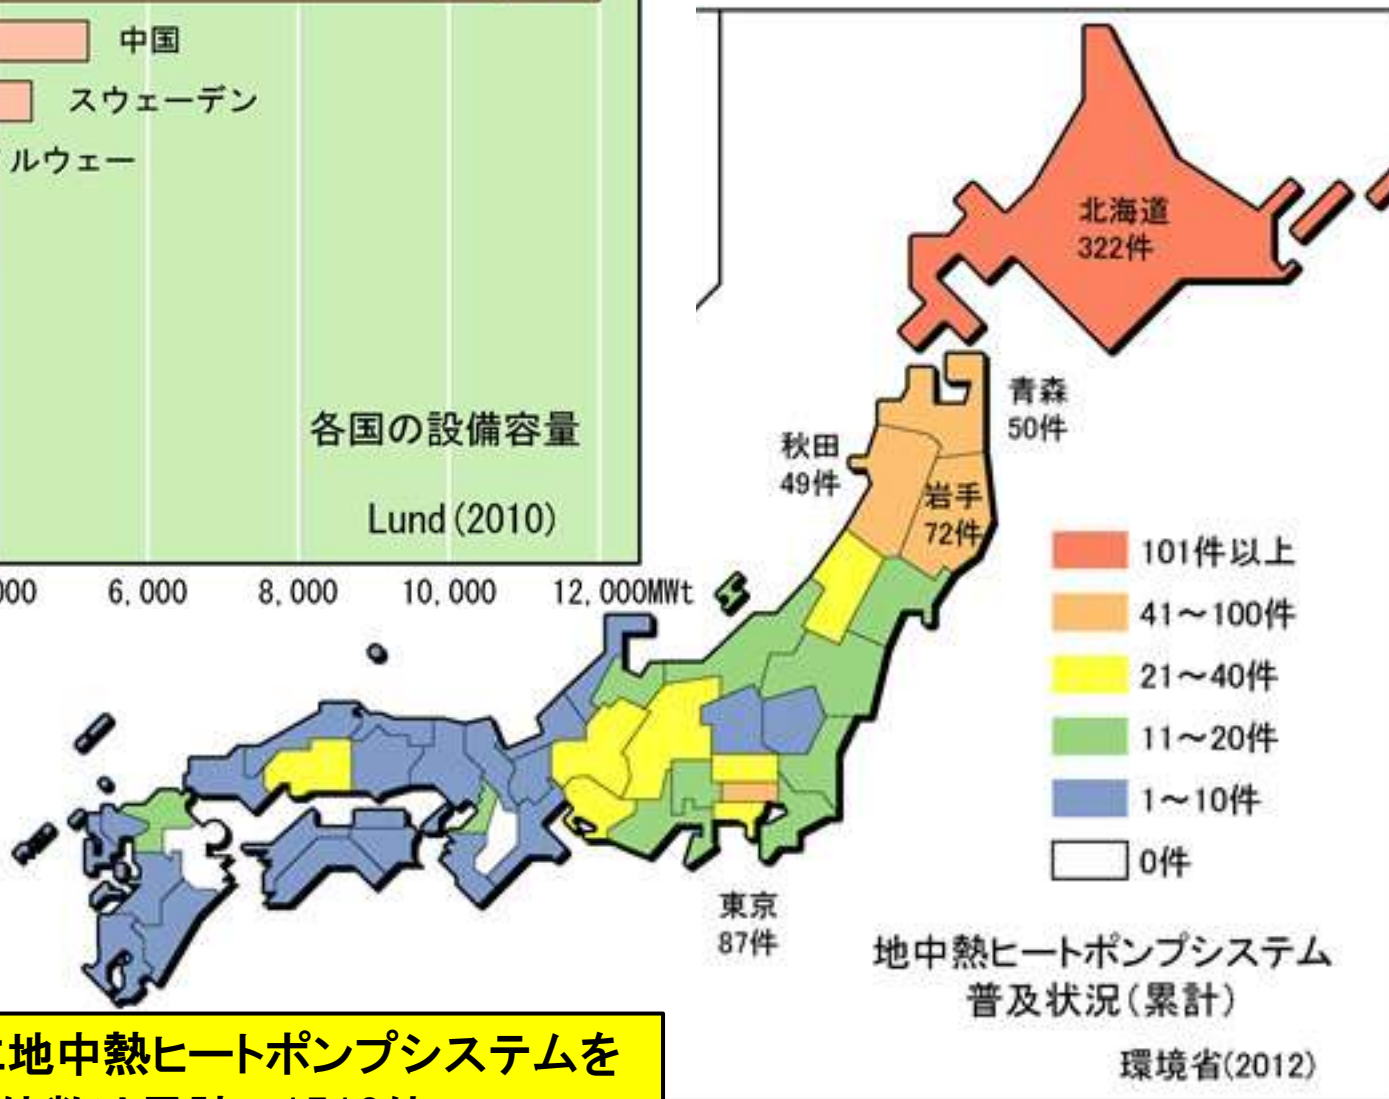 中国
スウェーデン
ルウェー
各国の設備容量
Lund(2010)
000
6,000
8,000
10,000
12,000MWt
北海道
322件
青森
50件
秋田
49件
岩手
72件
101件以上
41～100件
21～40件
11～20件
1～10件
0件
東京
87件
地中熱ヒートポンプシステム
普及状況(累計)
環境省(2012)
地中熱ヒートポンプシステムを